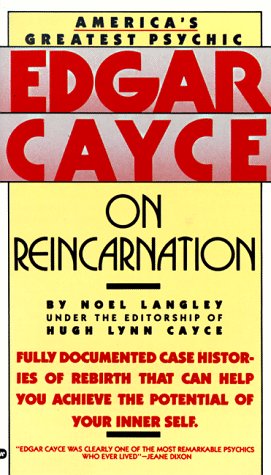 AMERICA'S
GREATEST PSYCHIC
EDGAR
CAYCE
ON
REINCARNATION
BY NOEL LANGLEY
UNDER THE EDITORSHIP OF
HUGH LYNN CAYCE
FULLY DOCUMENTED CASE HISTOR-
IES OF REBIRTH THAT CAN HELP
YOU ACHIEVE THE POTENTIAL OF
YOUR INNER SELF.
"EDGAR CAYCE WAS CLEARLY ONE OF THE MOST REMARKABLE PSYCHICS
WHO EVER LIVED"—JEANE DIXON